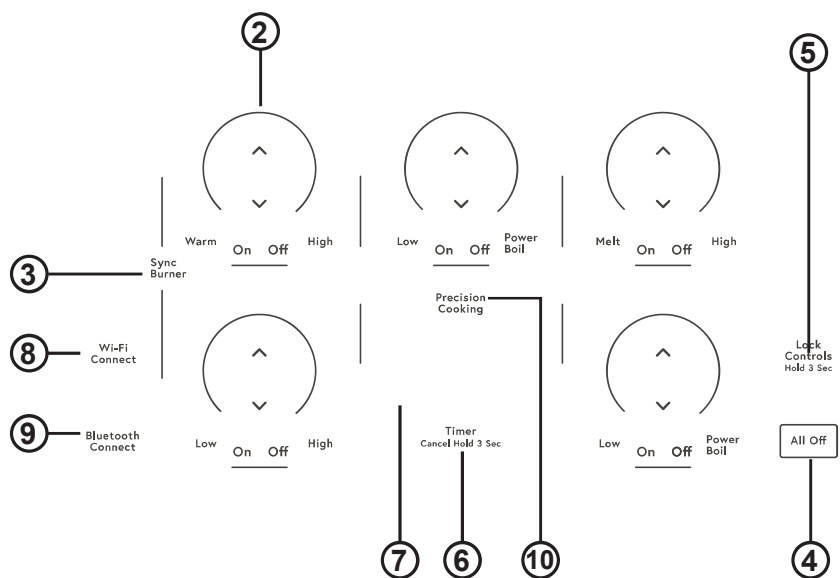 2
5
Warm
On Off
High
Low
On Off
Power
Boil
Melt
On Off
High
3
Sync
Burner
Precision
Cooking
8
Wi-Fi
Connect
Lock
Controls
Hold 3 Sec
9
Bluetooth
Connect
Low
On Off
High
Timer
Cancel Hold 3 Sec
Low
On Off
Power
Boil
All Off
7
6
10
4